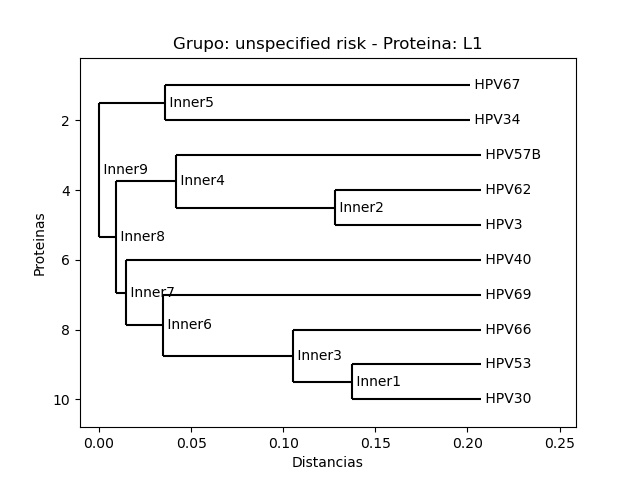 Grupo: unspecified risk - Proteina: L1
HPV67
Inner5
HPV34
2
HPV57B
Inner9
Inner4
4
HPV62
Inner2
HPV3
Inner8
6
HPV40
Inner7
HPV69
Inner6
8
HPV66
Inner3
HPV53
Inner1
10
HPV30
Proteinas
0.00 0.05 0.10 0.15 0.20 0.25
Distancias